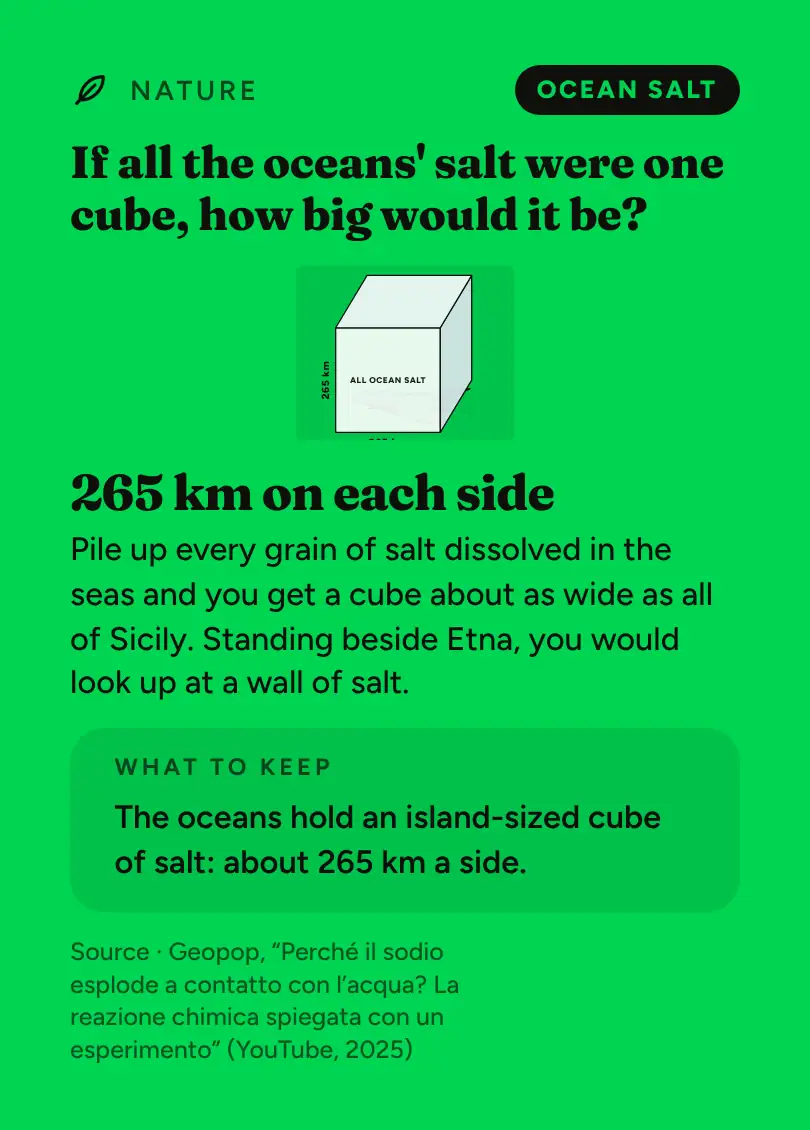 NATURE
OCEAN SALT
If all the oceans' salt were one
cube, how big would it be?
265 km
ALL OCEAN SALT
265 km on each side
Pile up every grain of salt dissolved in the
seas and you get a cube about as wide as all
of Sicily. Standing beside Etna, you would
look up at a wall of salt.
WHAT TO KEEP
The oceans hold an island-sized cube
of salt: about 265 km a side.
Source · Geopop, “Perché il sodio
esplode a contatto con l’acqua? La
reazione chimica spiegata con un
esperimento” (YouTube, 2025)